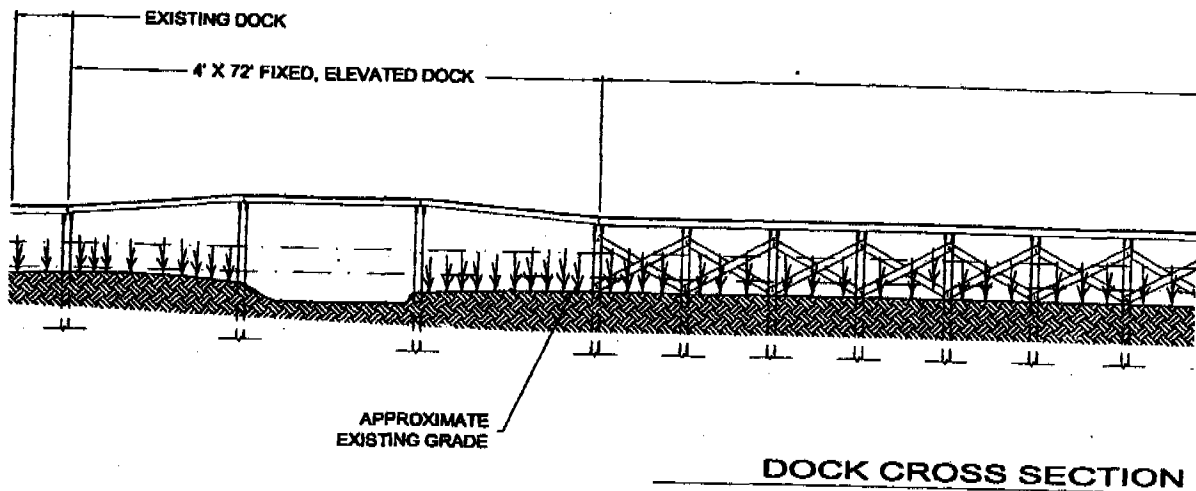 EXISTING DOCK
4' X 72' FIXED, ELEVATED DOCK
APPROXIMATE
EXISTING GRADE
DOCK CROSS SECTION